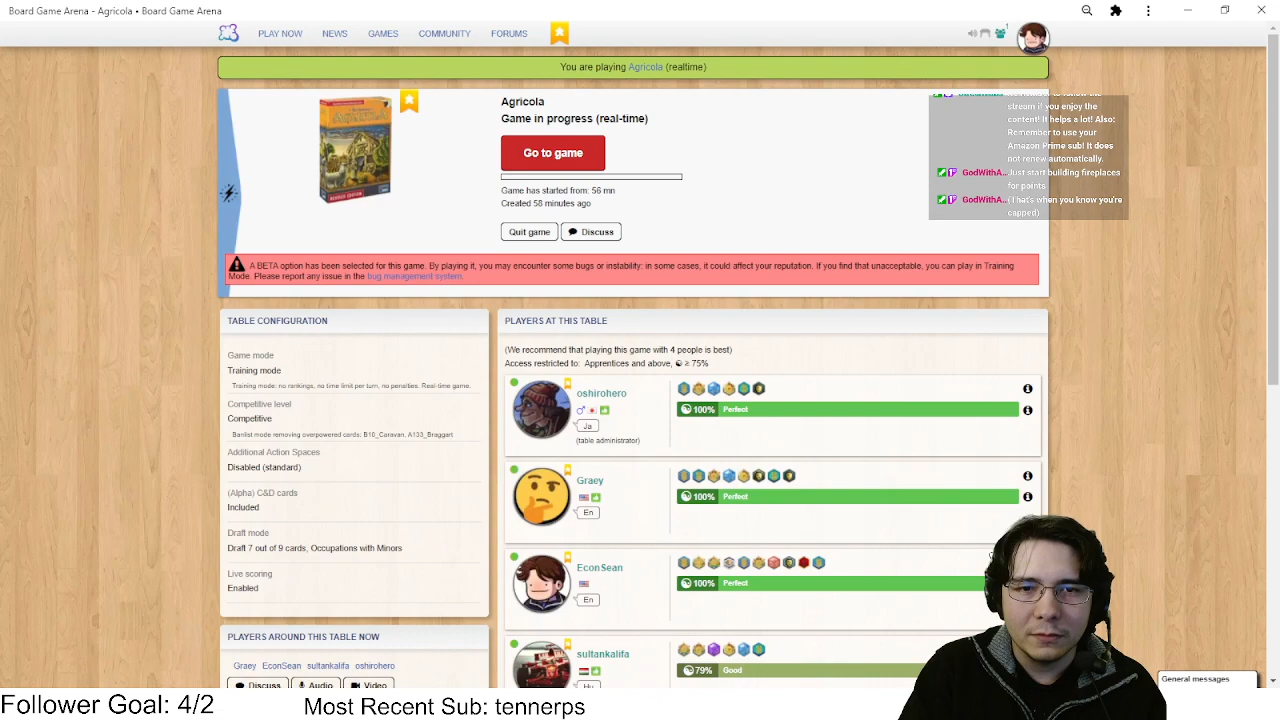 Board Game Arena - Agricola • Board Game Arena
PLAY NOW NEWS GAMES COMMUNITY FORUMS
1
You are playing Agricola (realtime)
Agricola
Game in progress (real-time)
Go to game
Game has started from: 56 mn
Created 58 minutes ago
Quit game Discuss
stream if you enjoy the
content! It helps a lot! Also:
Remember to use your
Amazon Prime sub! It does
not renew automatically.
GodWithA... Just start building fireplaces
for points
GodWithA... (That's when you know you're
capped)
A BETA option has been selected for this game. By playing it, you may encounter some bugs or instability: in some cases, it could affect your reputation. If you find that unacceptable, you can play in Training
Mode. Please report any issue in the bug management system.
TABLE CONFIGURATION
Game mode
Training mode
Training mode: no rankings, no time limit per turn, no penalties. Real-time game.
Competitive level
Competitive
Banlist mode removing overpowered cards: B10_Caravan, A133_Braggart
Additional Action Spaces
Disabled (standard)
(Alpha) C&D cards
Included
Draft mode
Draft 7 out of 9 cards, Occupations with Minors
Live scoring
Enabled
PLAYERS AROUND THIS TABLE NOW
Graey EconSean sultankalifa oshirohero
Discuss Audio Video
PLAYERS AT THIS TABLE
(We recommend that playing this game with 4 people is best)
Access restricted to: Apprentices and above, ≥ 75%
oshirohero
Ja
(table administrator)
100% Perfect
Graey
En
100% Perfect
EconSean
En
100% Perfect
sultankalifa
Hu
79% Good
General messages
Follower Goal: 4/2
Most Recent Sub: tennerps